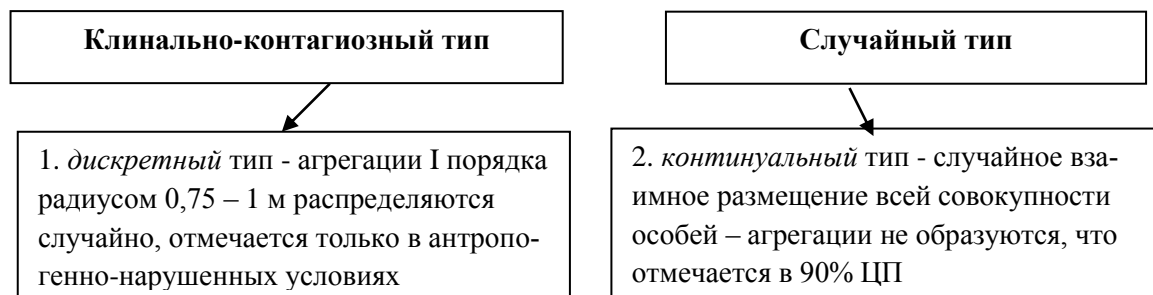 Клинально-контагиозный тип
1. дискретный тип - агрегации I порядка
радиусом 0,75 – 1 м распределяются
случайно, отмечается только в антропо-
генно-нарушенных условиях
Случайный тип
2. континуальный тип - случайное вза-
имное размещение всей совокупности
особей – агрегации не образуются, что
отмечается в 90% ЦП